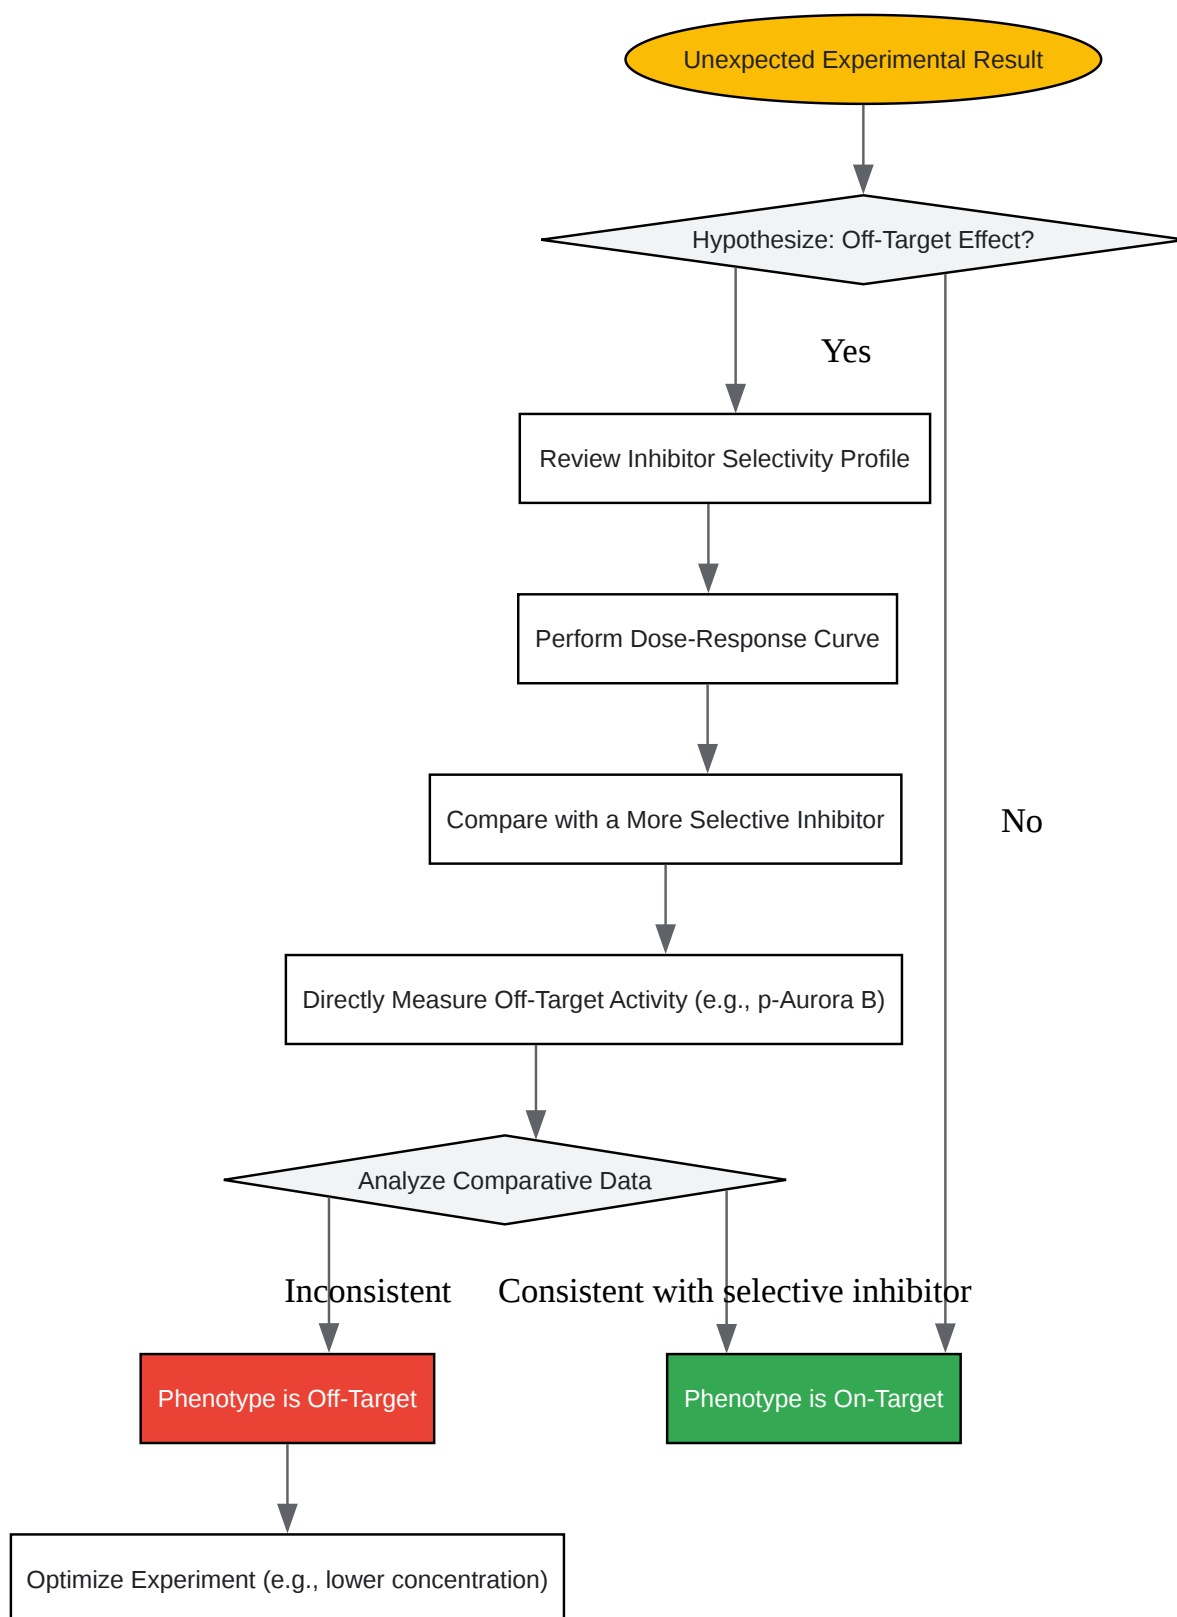 Unexpected Experimental Result
Hypothesize: Off-Target Effect?
Yes
Review Inhibitor Selectivity Profile
Perform Dose-Response Curve
Compare with a More Selective Inhibitor
No
Directly Measure Off-Target Activity (e.g., p-Aurora B)
Analyze Comparative Data
Inconsistent
Consistent with selective inhibitor
Phenotype is Off-Target
Phenotype is On-Target
Optimize Experiment (e.g., lower concentration)